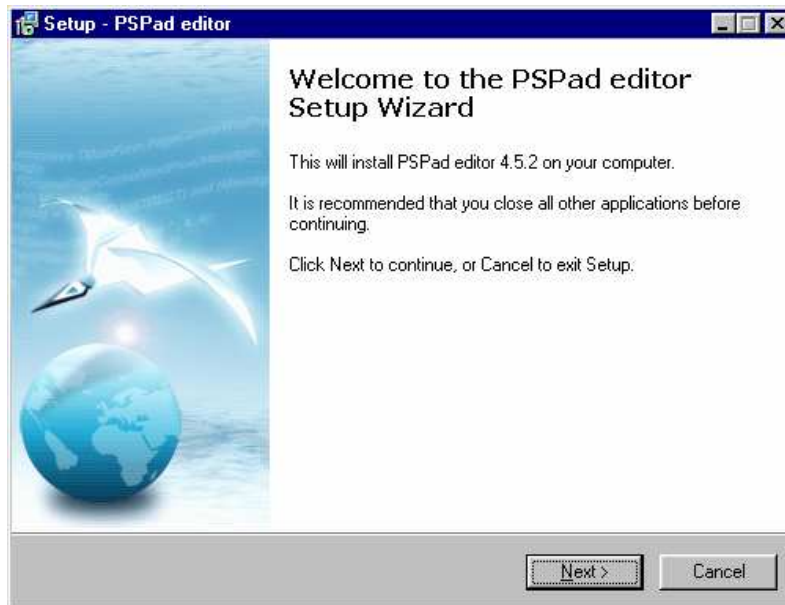 Setup - PSPad editor
Welcome to the PSPad editor
Setup Wizard
This will install PSPad editor 4.5.2 on your computer.
It is recommended that you close all other applications before
continuing.
Click Next to continue, or Cancel to exit Setup.
Next >
Cancel